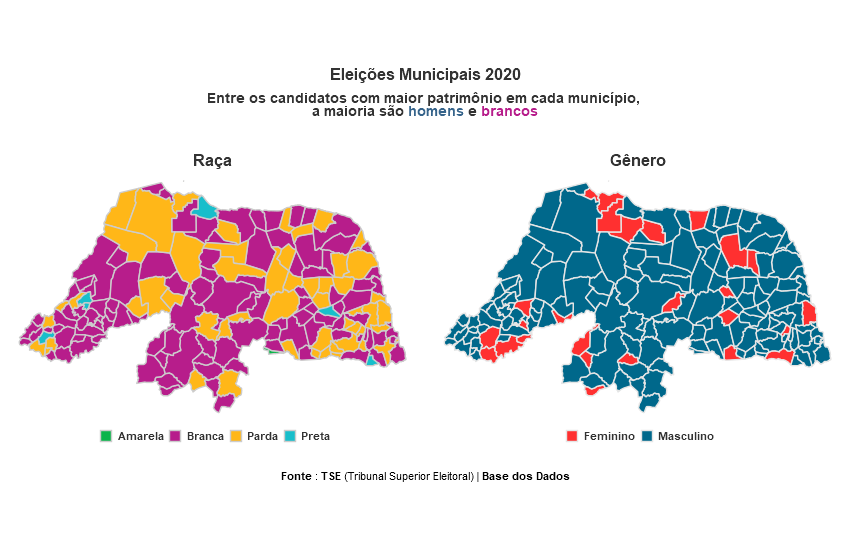 Eleições Municipais 2020
Entre os candidatos com maior patrimônio em cada município,
a maioria são homens e brancos
Raça
Gênero
Amarela Branca Parda Preta
Feminino Masculino
Fonte : TSE (Tribunal Superior Eleitoral) | Base dos Dados